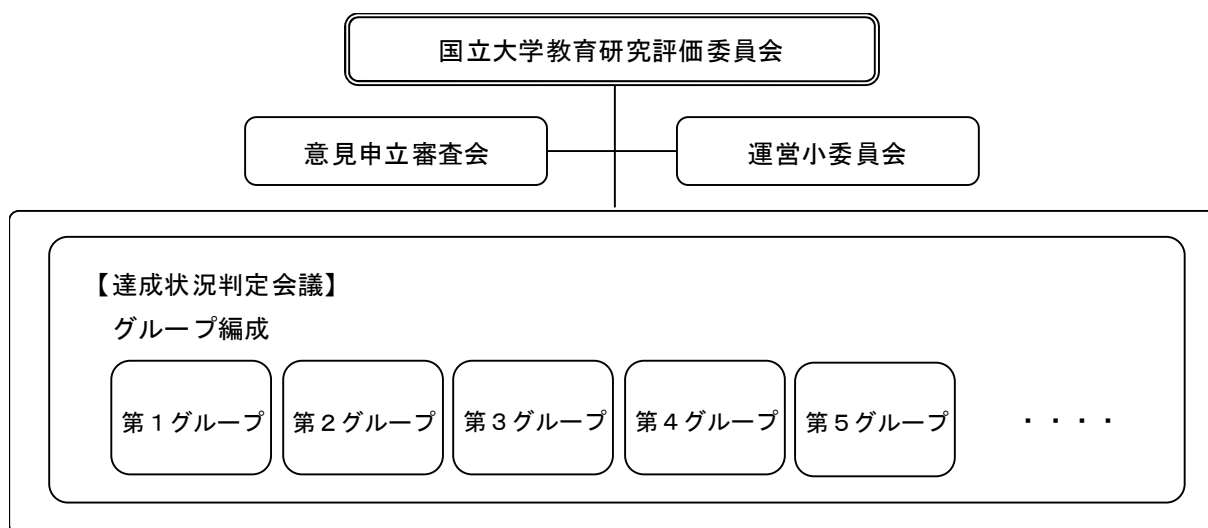 国立大学教育研究評価委員会
意見申立審査会
運営小委員会
【達成状況判定会議】
グループ編成
第１グループ
第２グループ
第３グループ
第４グループ
第５グループ
・・・・